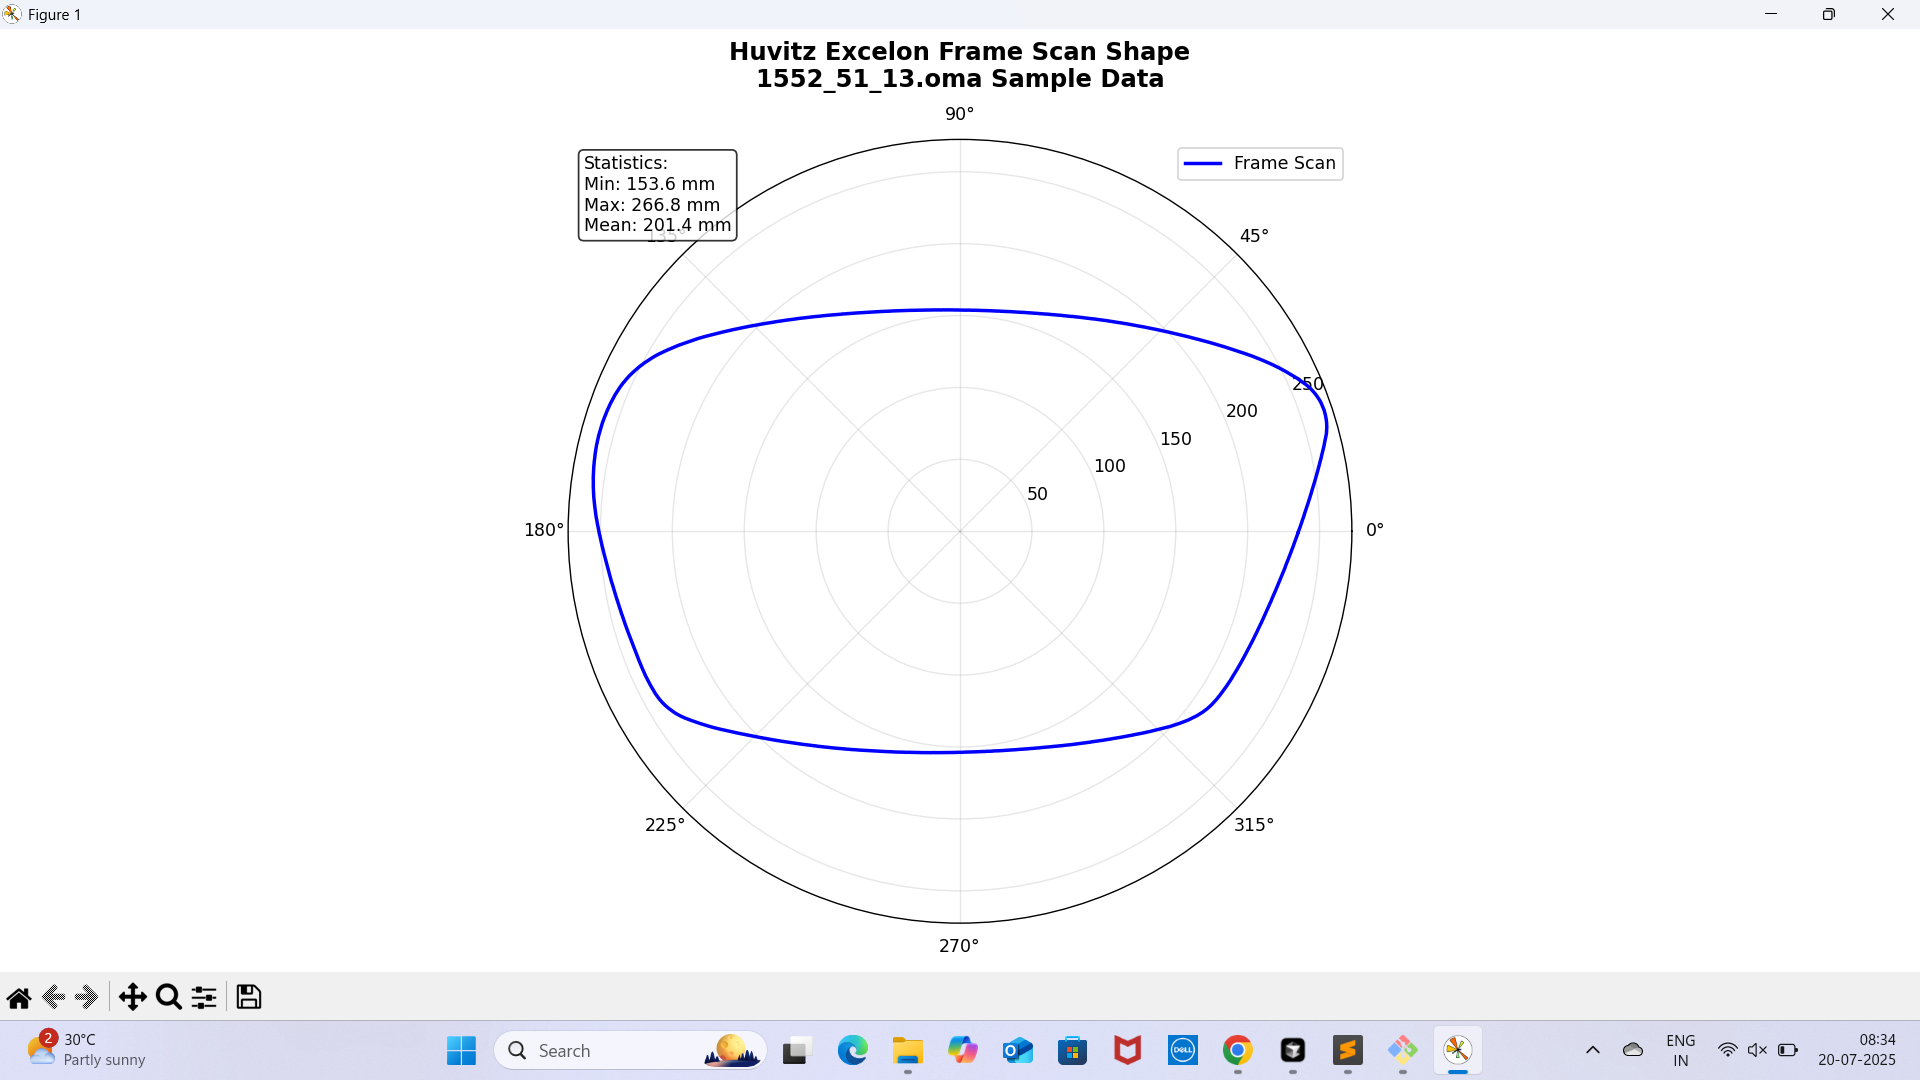 Figure 1
Huvitz Excelon Frame Scan Shape
1552_51_13.oma Sample Data
90°
Statistics:
Min: 153.6 mm
Max: 266.8 mm
Mean: 201.4 mm
Frame Scan
135°
45°
250
200
150
100
50
180°
0°
225°
315°
270°
2
30°C
Partly sunny
Search
DELL
ENG
IN
08:34
20-07-2025